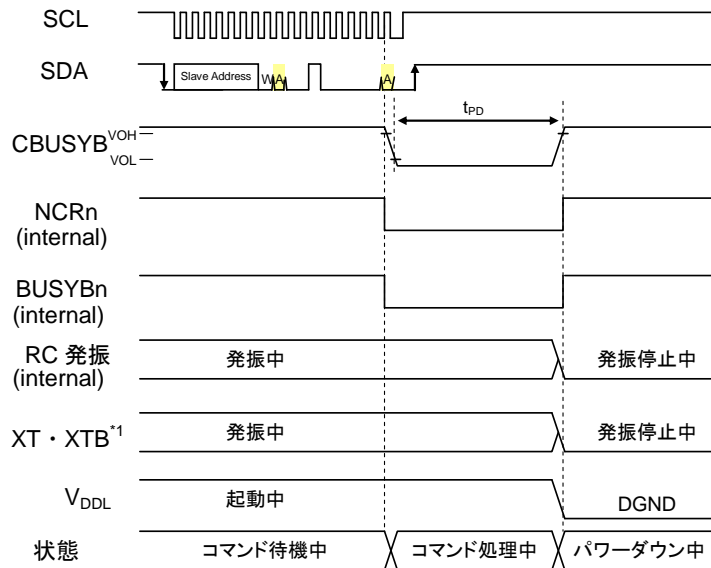 SCL
SDA
Slave Address W A A
tPD
CBUSYB VOH
VOL
NCRn
(internal)
BUSYBn
(internal)
RC 発振
(internal)
発振中 発振停止中
XT・XTB*1 発振中 発振停止中
VDDL 起動中 DGND
状態 コマンド待機中 コマンド処理中 パワーダウン中